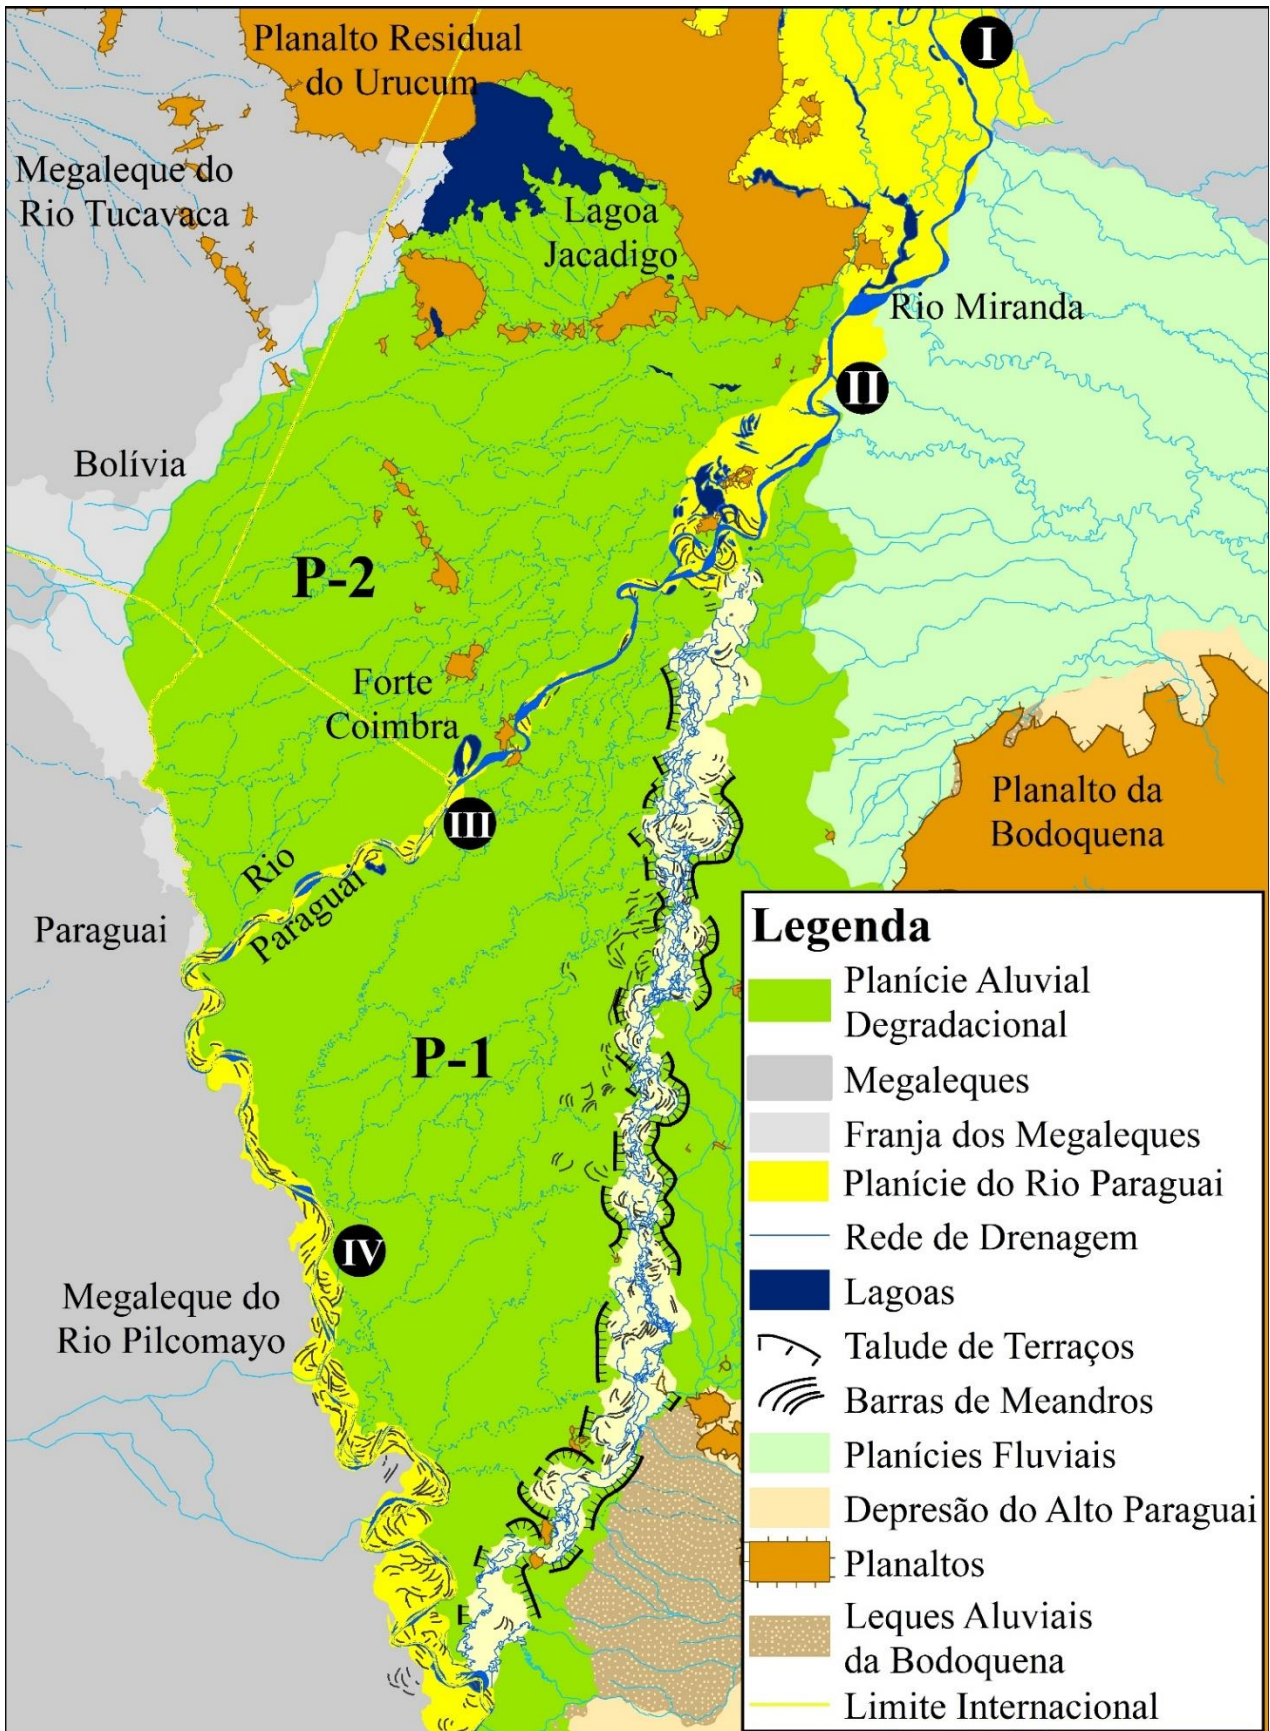 Planalto Residual
do Urucum
I
Megaleque do
Rio Tucavaca
Lagoa
Jacadigo
Rio Miranda
II
Bolívia
P-2
Forte
Coimbra
III
Planalto da
Bodoquena
Rio
Paraguai
Paraguai
P-1
IV
Megaleque do
Rio Pilcomayo
Legenda
Planície Aluvial
Degradacional
Megaleques
Franja dos Megaleques
Planície do Rio Paraguai
Rede de Drenagem
Lagoas
Talude de Terraços
Barras de Meandros
Planícies Fluviais
Depresão do Alto Paraguai
Planaltos
Leques Aluviais
da Bodoquena
Limite Internacional